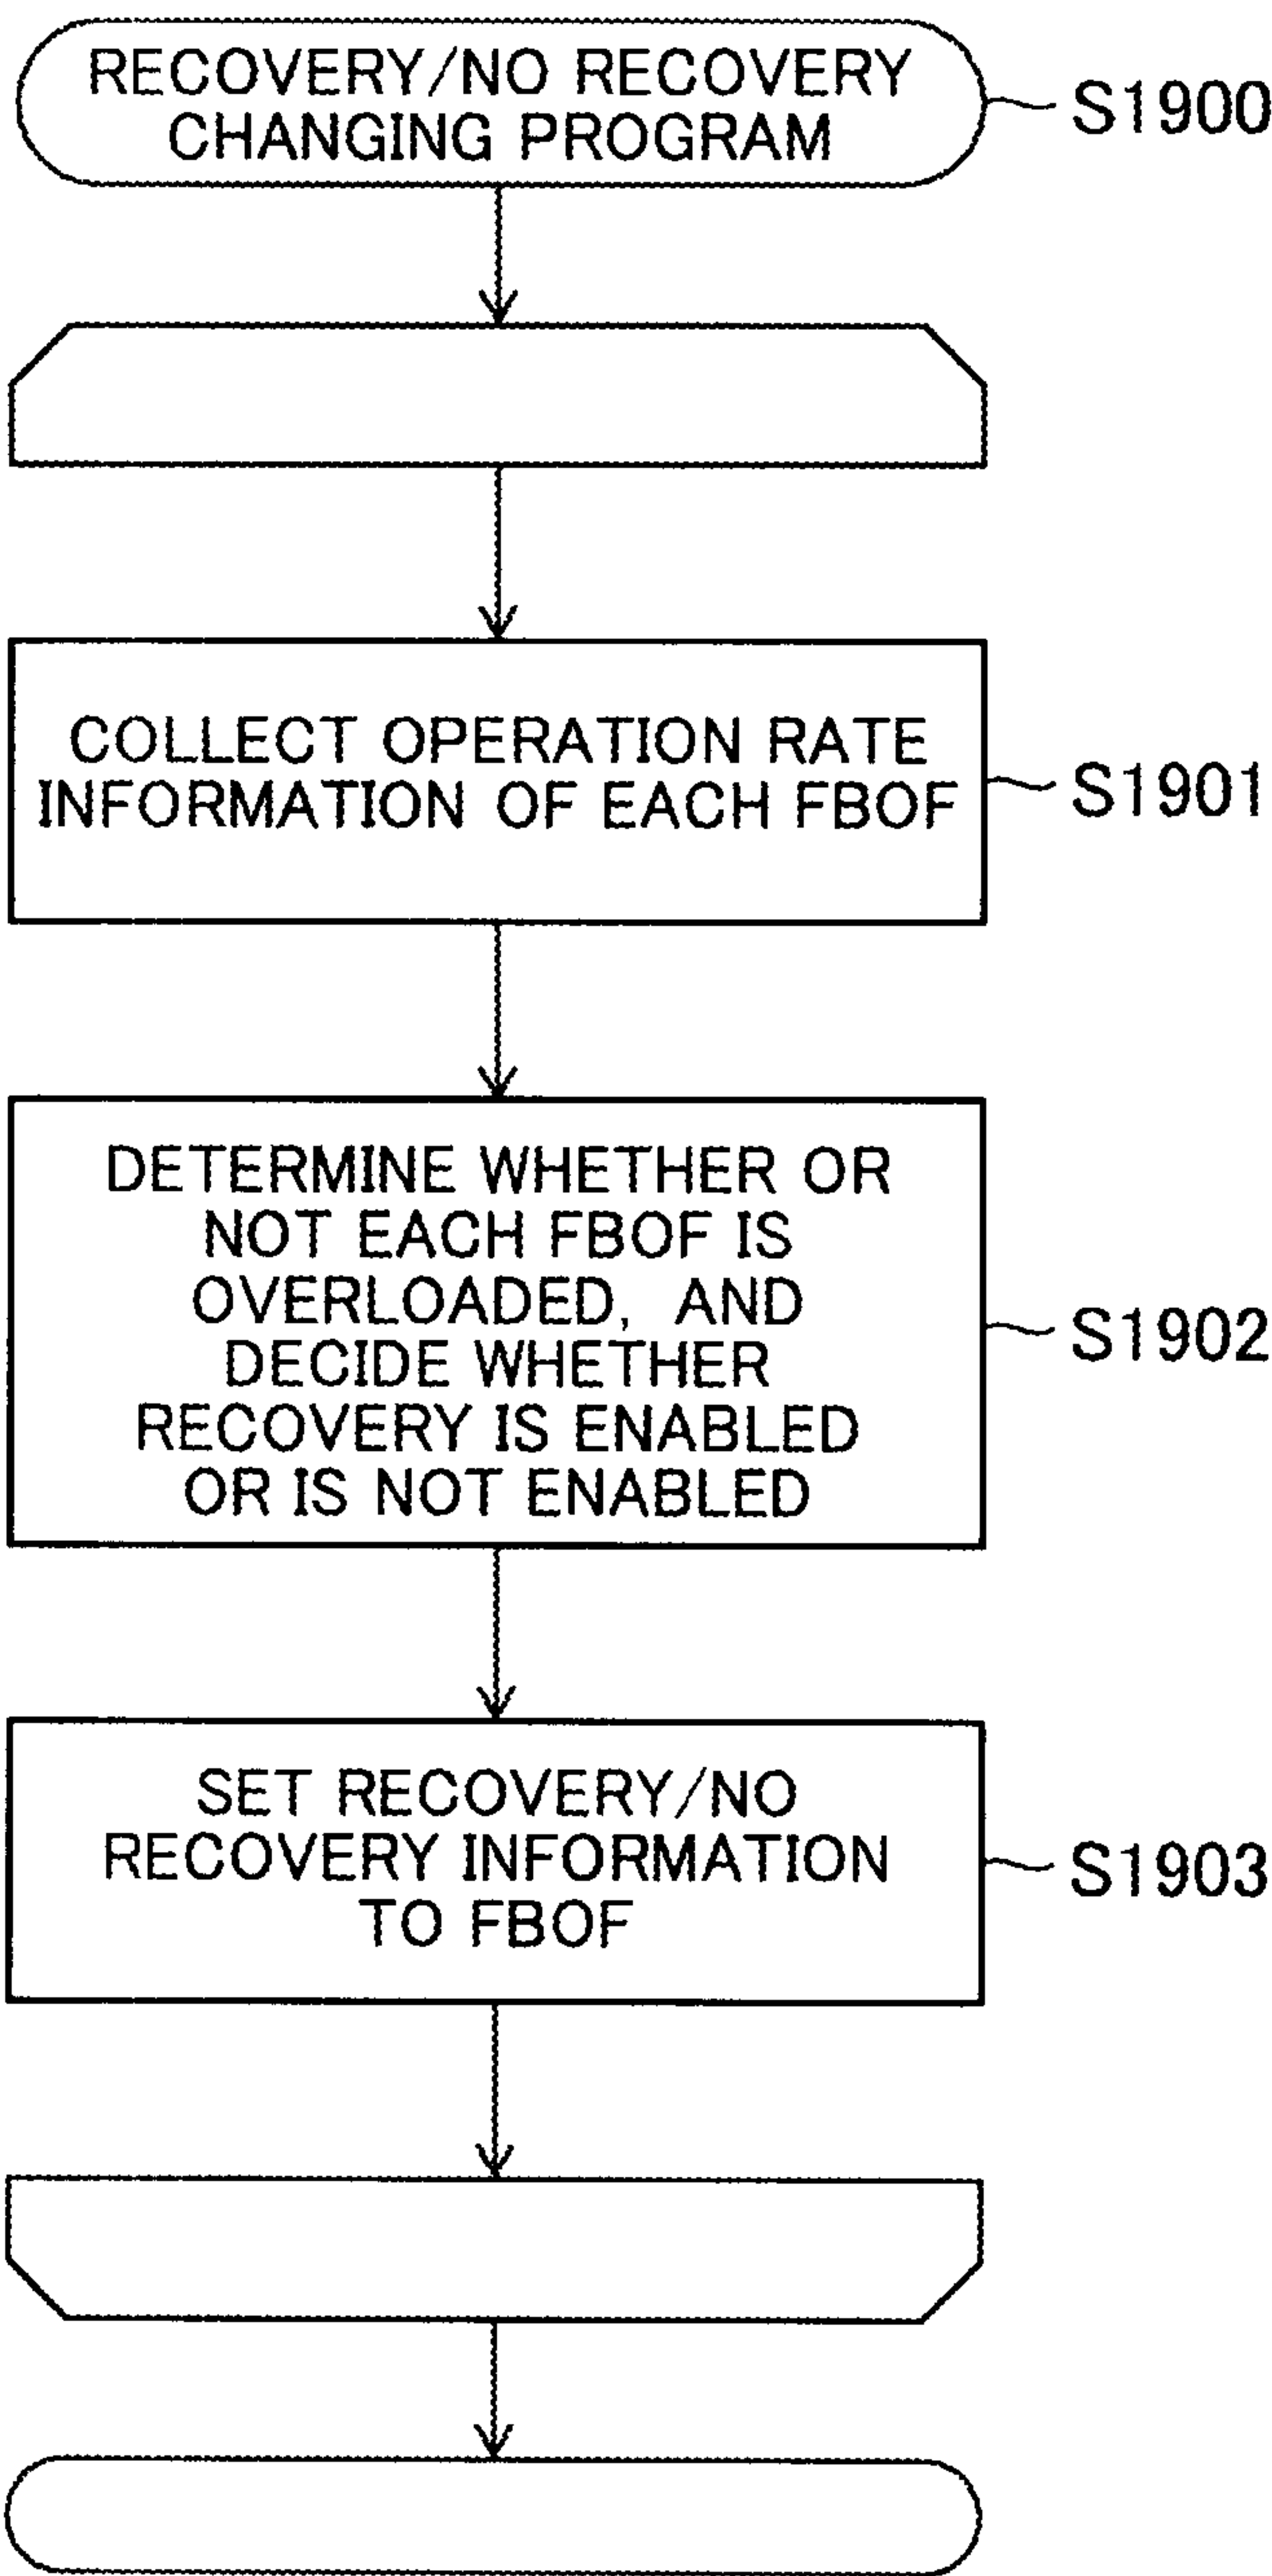 RECOVERY/NO RECOVERY
CHANGING PROGRAM
S1900
COLLECT OPERATION RATE
INFORMATION OF EACH FBOF
S1901
DETERMINE WHETHER OR
NOT EACH FBOF IS
OVERLOADED, AND
DECIDE WHETHER
RECOVERY IS ENABLED
OR IS NOT ENABLED
S1902
SET RECOVERY/NO
RECOVERY INFORMATION
TO FBOF
S1903